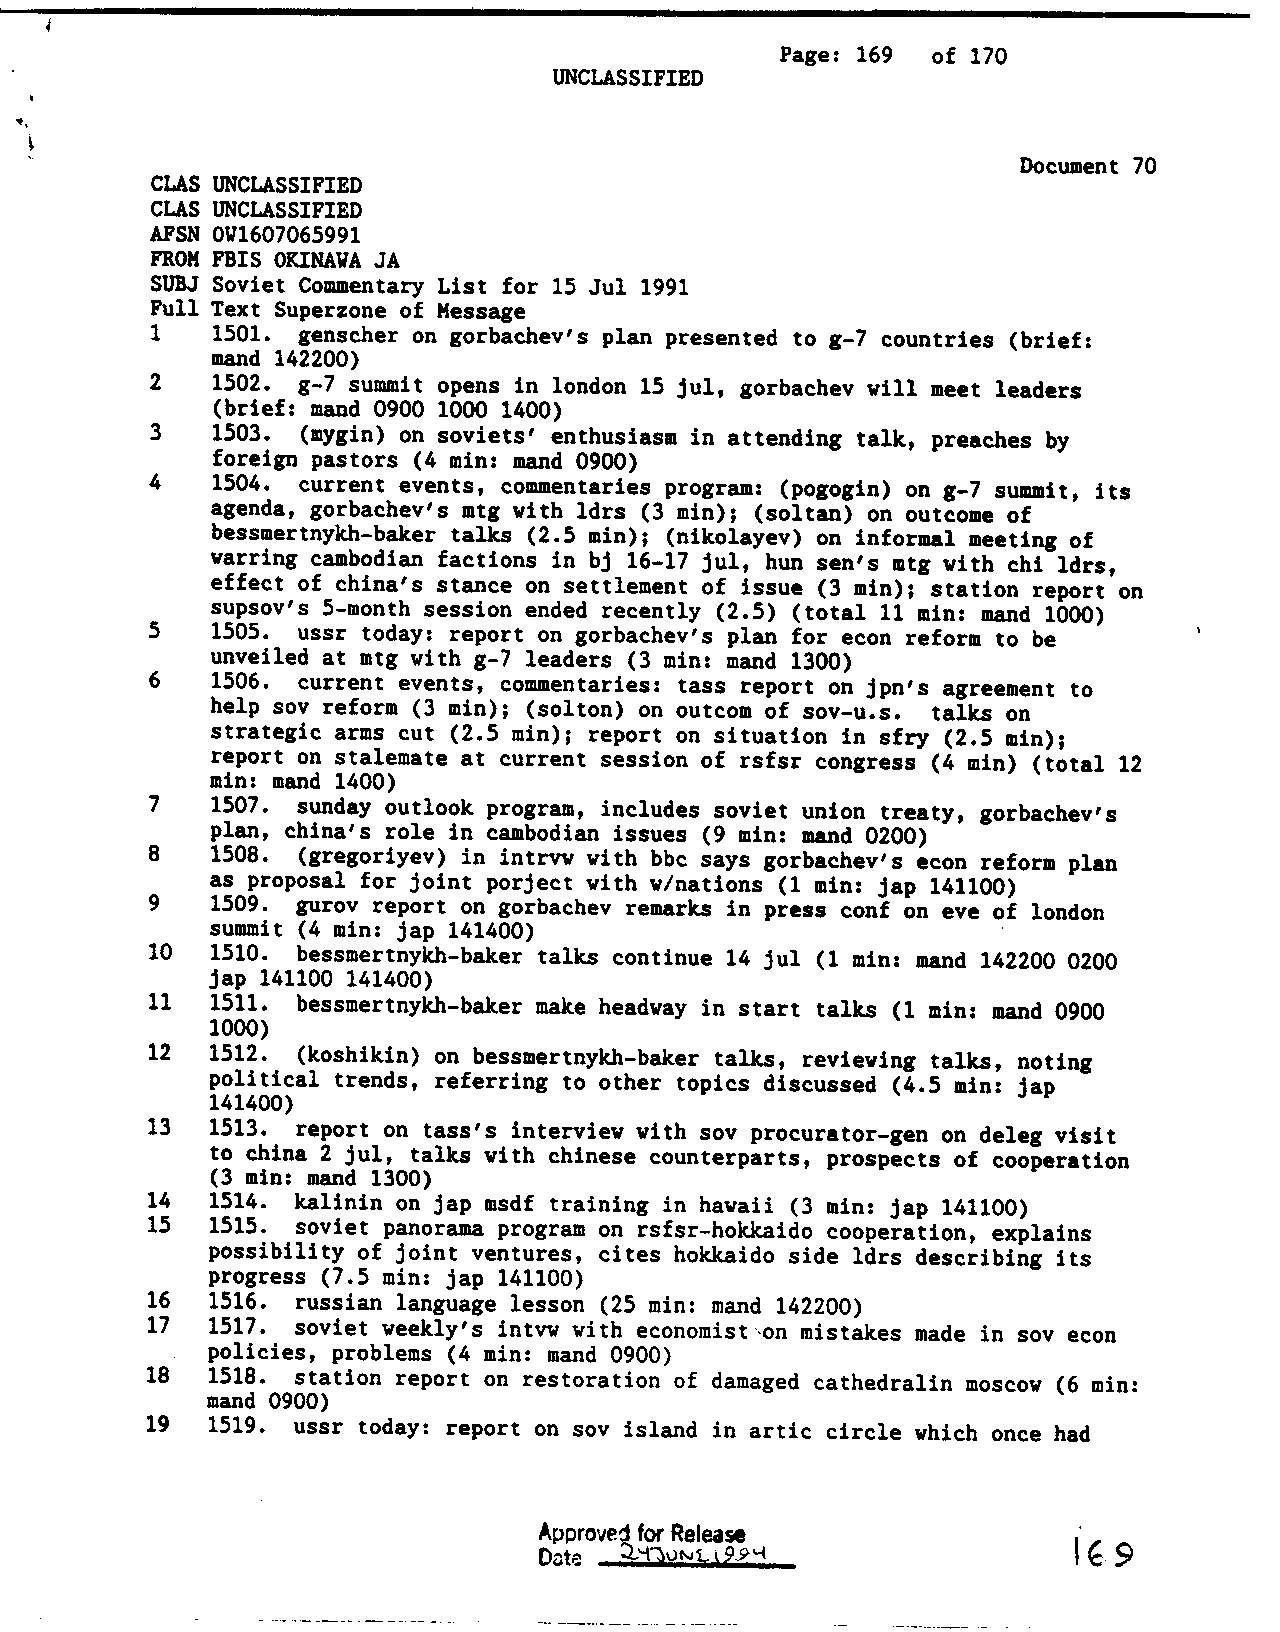 Page: 169 of 170
UNCLASSIFIED
Document 70
CLAS UNCLASSIFIED
CLAS UNCLASSIFIED
AFSN OW1607065991
FROM FBIS OKINAWA JA
SUBJ Soviet Commentary List for 15 Jul 1991
Full Text Superzone of Message
1 1501. genscher on gorbachev's plan presented to g-7 countries (brief:
mand 142200)
2 1502. g-7 summit opens in london 15 jul, gorbachev will meet leaders
(brief: mand 0900 1000 1400)
3 1503. (mygin) on soviets' enthusiasm in attending talk, preaches by
foreign pastors (4 min: mand 0900)
4 1504. current events, commentaries program: (pogogin) on g-7 summit, its
agenda, gorbachev's mtg with ldrs (3 min); (soltan) on outcome of
bessmertnykh-baker talks (2.5 min); (nikolayev) on informal meeting of
warring cambodian factions in bj 16-17 jul, hun sen's mtg with chi ldrs,
effect of china's stance on settlement of issue (3 min); station report on
supsov's 5-month session ended recently (2.5) (total 11 min: mand 1000)
5 1505. ussr today: report on gorbachev's plan for econ reform to be
unveiled at mtg with g-7 leaders (3 min: mand 1300)
6 1506. current events, commentaries: tass report on jpn's agreement to
help sov reform (3 min); (solton) on outcom of sov-u.s. talks on
strategic arms cut (2.5 min); report on situation in sfry (2.5 min);
report on stalemate at current session of rsfsr congress (4 min) (total 12
min: mand 1400)
7 1507. sunday outlook program, includes soviet union treaty, gorbachev's
plan, china's role in cambodian issues (9 min: mand 0200)
8 1508. (gregoriyev) in intrvw with bbc says gorbachev's econ reform plan
as proposal for joint porject with w/nations (1 min: jap 141100)
9 1509. gurov report on gorbachev remarks in press conf on eve of london
summit (4 min: jap 141400)
10 1510. bessmertnykh-baker talks continue 14 jul (1 min: mand 142200 0200
jap 141100 141400)
11 1511. bessmertnykh-baker make headway in start talks (1 min: mand 0900
1000)
12 1512. (koshikin) on bessmertnykh-baker talks, reviewing talks, noting
political trends, referring to other topics discussed (4.5 min: jap
141400)
13 1513. report on tass's interview with sov procurator-gen on deleg visit
to china 2 jul, talks with chinese counterparts, prospects of cooperation
(3 min: mand 1300)
14 1514. kalinin on jap msdf training in hawaii (3 min: jap 141100)
15 1515. soviet panorama program on rsfsr-hokkaido cooperation, explains
possibility of joint ventures, cites hokkaido side ldrs describing its
progress (7.5 min: jap 141100)
16 1516. russian language lesson (25 min: mand 142200)
17 1517. soviet weekly's intvw with economist on mistakes made in sov econ
policies, problems (4 min: mand 0900)
18 1518. station report on restoration of damaged cathedralin moscow (6 min:
mand 0900)
19 1519. ussr today: report on sov island in artic circle which once had
Approved for Release
Date 24 JUNE 1994
169